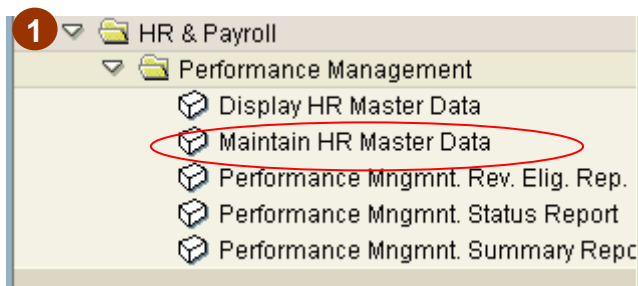 1 HR & Payroll
Performance Management
Display HR Master Data
Maintain HR Master Data
Performance Mngmnt. Rev. Elig. Rep.
Performance Mngmnt. Status Report
Performance Mngmnt. Summary Repo